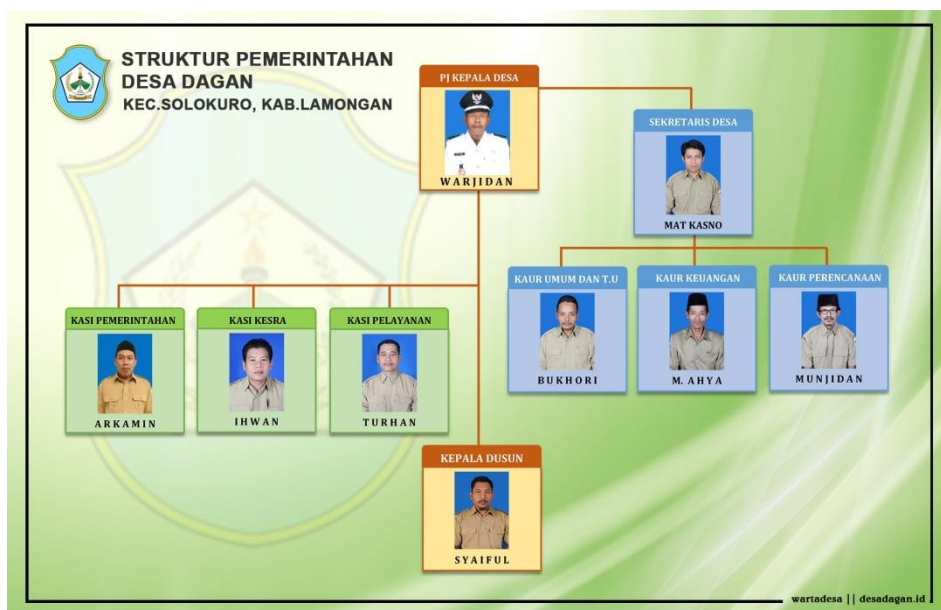 STRUKTUR PEMERINTAHAN
DESA DAGAN
KEC.SOLOKURO, KAB.LAMONGAN
PJ KEPALA DESA
WARJIDAN
SEKRETARIS DESA
MAT KASNO
KAUR UMUM DAN T.U
BUKHORI
KAUR KEUANGAN
M. AHYA
KAUR PERENCANAAN
MUNJIDAN
KASI PEMERINTAHAN
ARKAMIN
KASI KESRA
IHWAN
KASI PELAYANAN
TURHAN
KEPALA DUSUN
SYAIFUL
wartadesa || desadagan.id